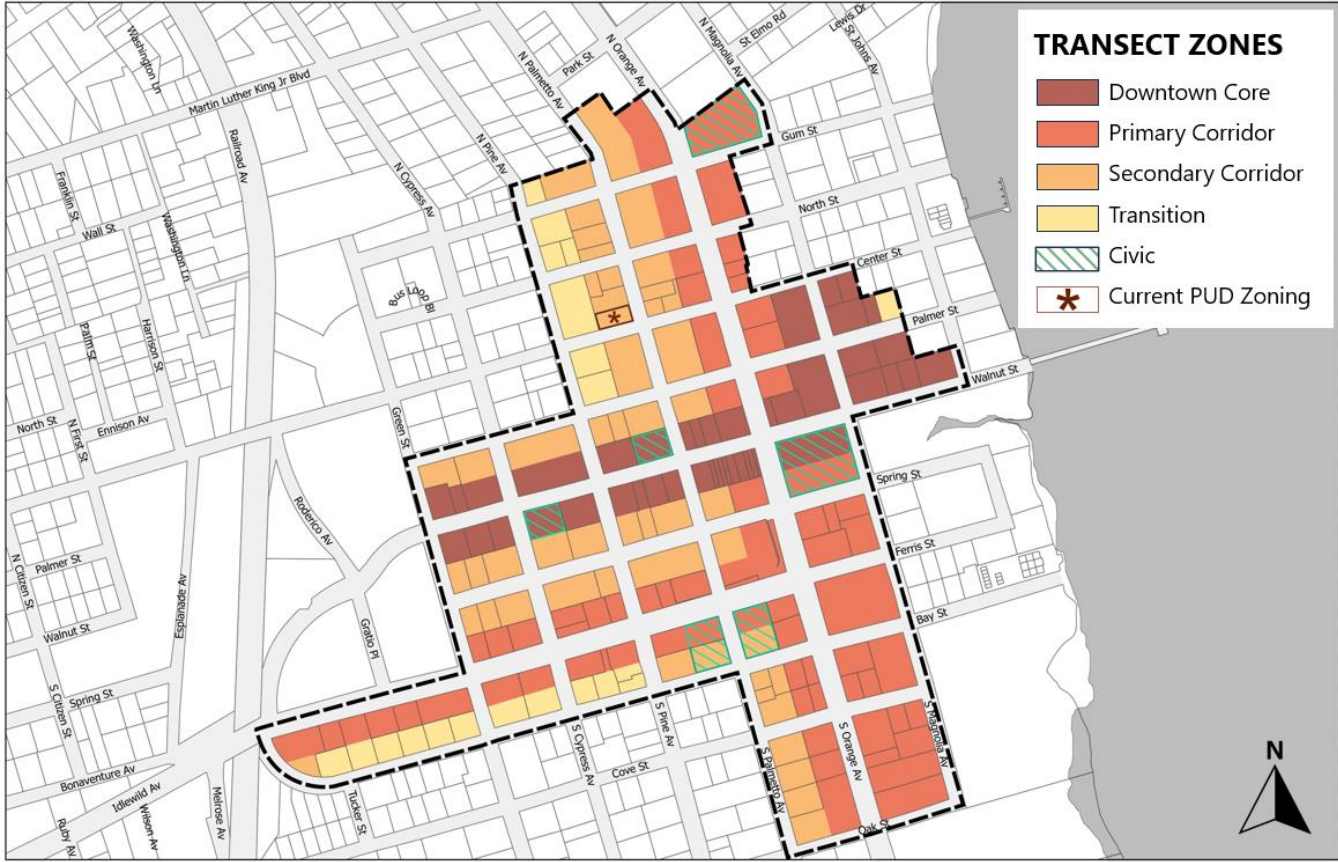 TRANSECT ZONES
Downtown Core
Primary Corridor
Secondary Corridor
Transition
Civic
* Current PUD Zoning
Washington Ln
Martin Luther King Jr Blvd
Railroad Av
N Palmetto Av
Park St
N Orange Av
N Magnolia Av
St Elmo Rd
Lewis Dr
St Johns Av
Gum St
N Pine Av
N Cypress Av
Franklin St
Wall St
Washington Ln
North St
Center St
Bus Loop Bl
Palmer St
*
Walnut St
Palm St
Harrison St
North St
N First St
Ennison Av
Green St
Spring St
Roderico Av
Ferris St
N Citizen St
Palmer St
Esplanade Av
Walnut St
Gratio Pl
Bay St
S Citizen St
Spring St
S Pine Av
S Cypress Av
Cove St
S Palmetto Av
S Orange Av
S Magnolia Av
Bonaventure Av
Idlewild Av
Ruby Av
Wilson Av
Melrose Av
Tucker St
Oak St
N